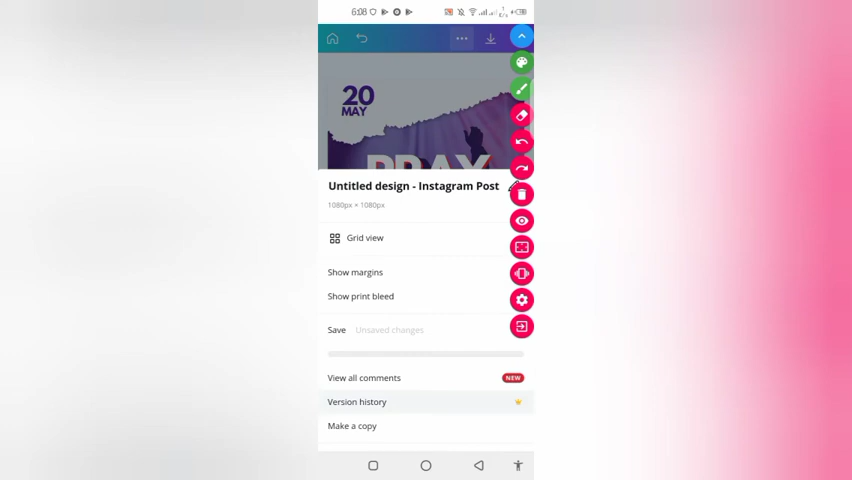 6:08
20
MAY
PRAY
Untitled design - Instagram Post
1080px × 1080px
Grid view
Show margins
Show print bleed
Save Unsaved changes
View all comments NEW
Version history
Make a copy